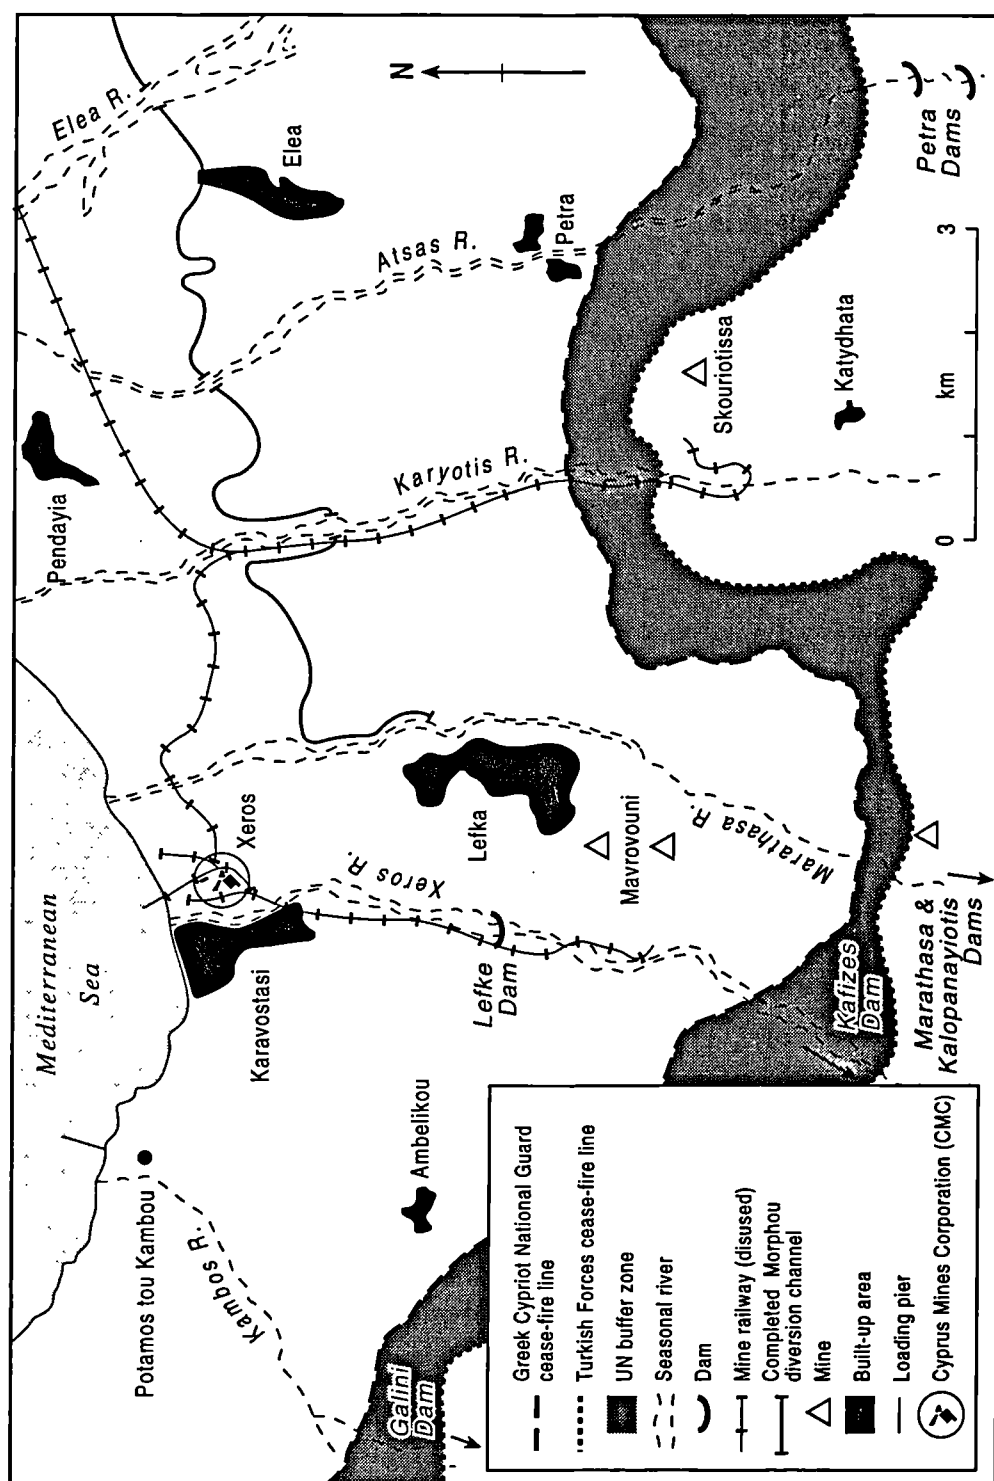 Mediterranean
Sea
Elea R.
N
Pendayia
Elea
Atsas R.
Petra
Karyotis R.
Xeros
Karavostasi
Xeros R.
Lefka
Lefke
Dam
Mavrovouni
Marathasa R.
Skouriotissa
Katydhata
Petra
Dams
0
km
3
Potamos tou Kambou
Kambos R.
Ambelikou
Galini
Dam
Kafizes
Dam
Marathasa &
Kalopanayiotis
Dams
Greek Cypriot National Guard
cease-fire line
Turkish Forces cease-fire line
UN buffer zone
Seasonal river
Dam
Mine railway (disused)
Completed Morphou
diversion channel
Mine
Built-up area
Loading pier
Cyprus Mines Corporation (CMC)